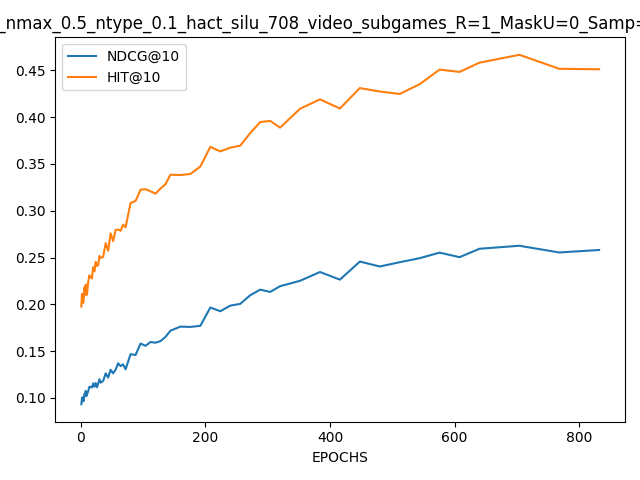 _nmax_0.5_ntype_0.1_hact_silu_708_video_subgames_R=1_MaskU=0_Samp=
NDCG@10
HIT@10
0.45
0.40
0.35
0.30
0.25
0.20
0.15
0.10
0 200 400 600 800
EPOCHS